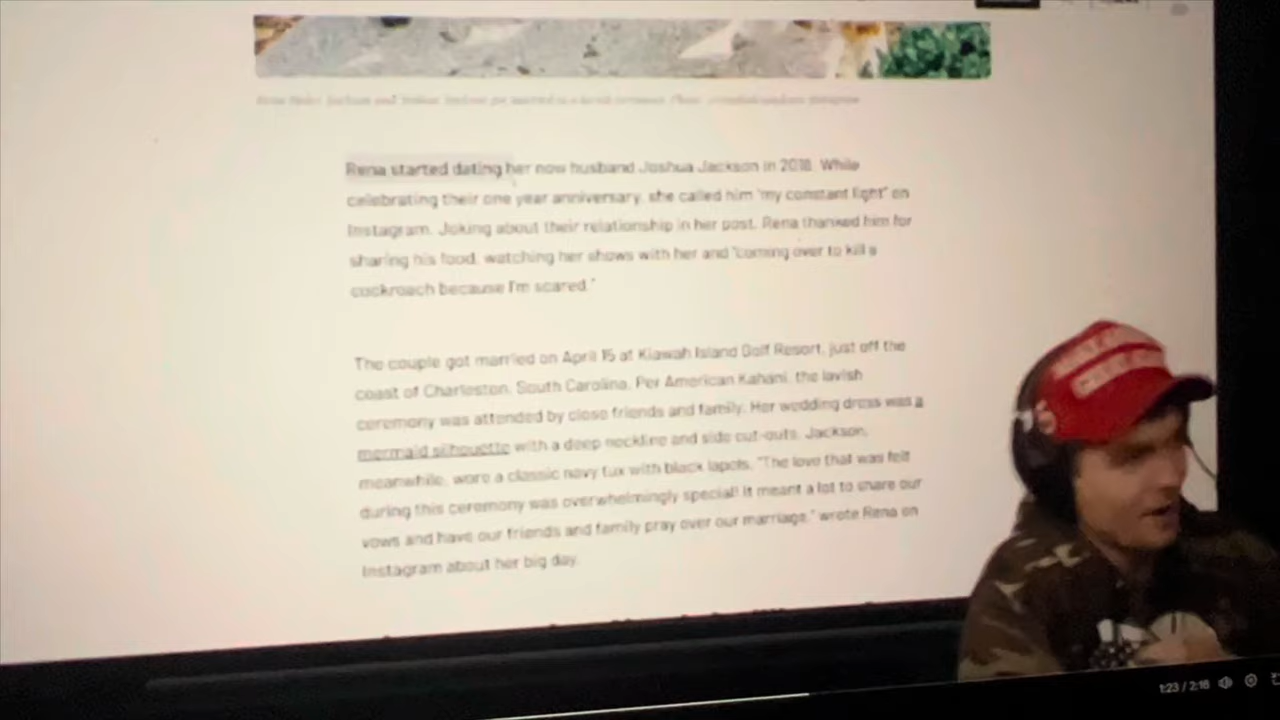 Rena started dating her now husband Joshua Jackson in 2018. While
celebrating their one year anniversary, she called him "my constant light" on
Instagram. Joking about their relationship in her post, Rena thanked him for
sharing his food, watching her shows with her and "coming over to kill a
cockroach because I'm scared."
The couple got married on April 15 at Kiawah Island Golf Resort, just off the
coast of Charleston, South Carolina. Per American Kahani, the lavish
ceremony was attended by close friends and family. Her wedding dress was a
mermaid silhouette with a deep neckline and side cut-outs. Jackson,
meanwhile, wore a classic navy tux with black lapels. "The love that was felt
during this ceremony was overwhelmingly special! It meant a lot to share our
vows and have our friends and family pray over our marriage," wrote Rena on
Instagram about her big day.
1:23 / 2:16